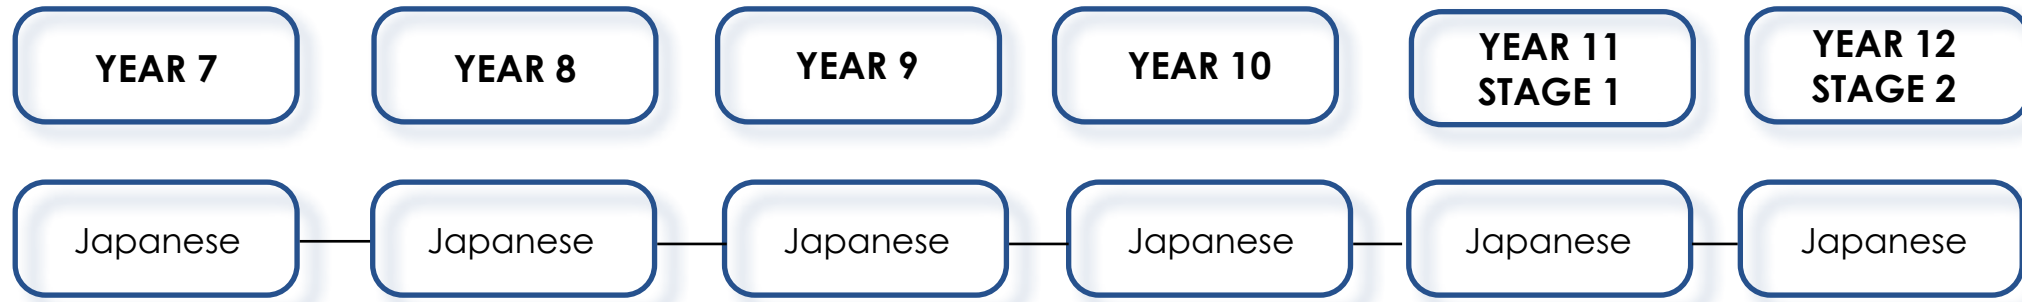 YEAR 7
YEAR 8
YEAR 9
YEAR 10
YEAR 11
STAGE 1
YEAR 12
STAGE 2
Japanese
Japanese
Japanese
Japanese
Japanese
Japanese